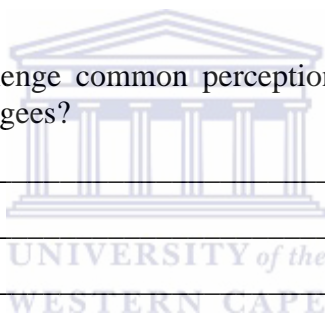 enge common perception
gees?
UNIVERSITY of the
WESTERN CAPE